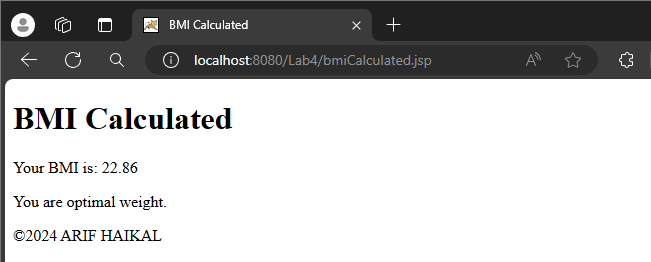 BMI Calculated
localhost:8080/Lab4/bmiCalculated.jsp
BMI Calculated
Your BMI is: 22.86
You are optimal weight.
©2024 ARIF HAIKAL